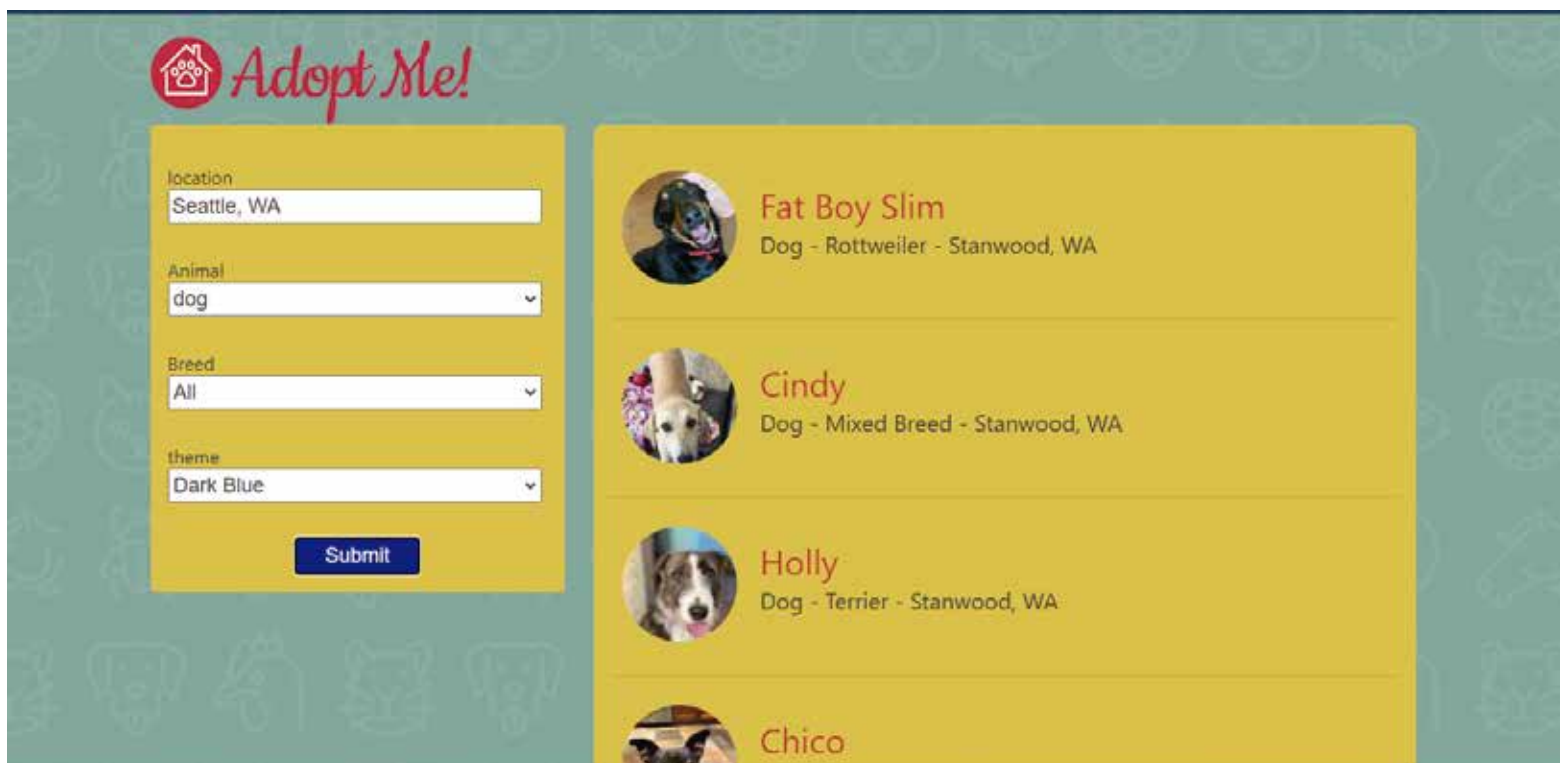 Adopt Me!
location
Seattle, WA
Animal
dog
Breed
All
theme
Dark Blue
Submit
Fat Boy Slim
Dog - Rottweiler - Stanwood, WA
Cindy
Dog - Mixed Breed - Stanwood, WA
Holly
Dog - Terrier - Stanwood, WA
Chico